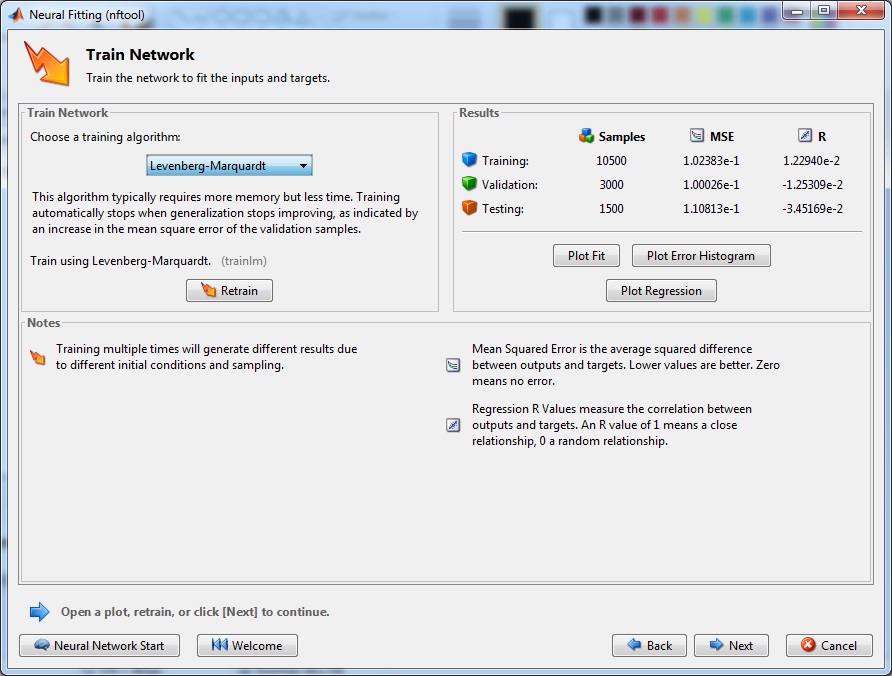 Neural Fitting (nftool)
Train Network
Train the network to fit the inputs and targets.
Train Network
Choose a training algorithm:
Levenberg-Marquardt
This algorithm typically requires more memory but less time. Training
automatically stops when generalization stops improving, as indicated by
an increase in the mean square error of the validation samples.
Train using Levenberg-Marquardt. (trainlm)
Retrain
Results
Samples MSE R
Training: 10500 1.02383e-1 1.22940e-2
Validation: 3000 1.00026e-1 -1.25309e-2
Testing: 1500 1.10813e-1 -3.45169e-2
Plot Fit Plot Error Histogram
Plot Regression
Notes
Training multiple times will generate different results due
to different initial conditions and sampling.
Mean Squared Error is the average squared difference
between outputs and targets. Lower values are better. Zero
means no error.
Regression R Values measure the correlation between
outputs and targets. An R value of 1 means a close
relationship, 0 a random relationship.
Open a plot, retrain, or click [Next] to continue.
Neural Network Start Welcome Back Next Cancel